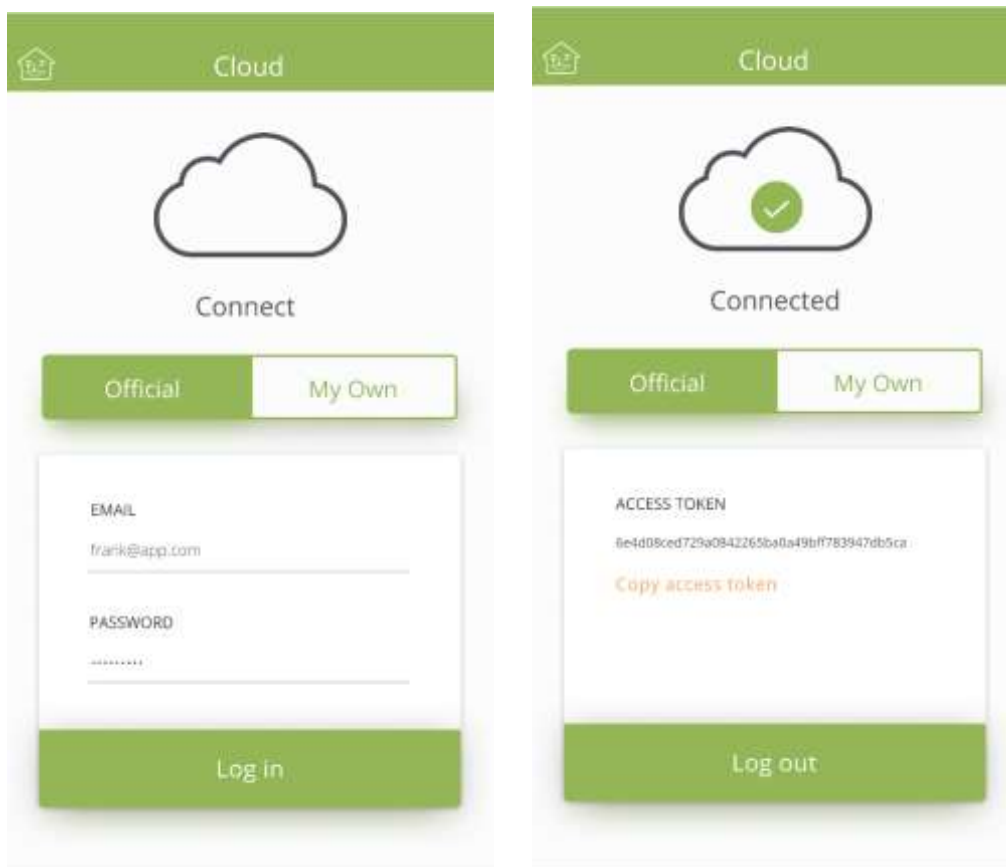 Cloud
Connect
Official My Own
EMAIL
frank@app.com
PASSWORD
Log in
Cloud
Connected
Official My Own
ACCESS TOKEN
6e4d08ced729a0842265ba0a49bff783947db5ca
Copy access token
Log out